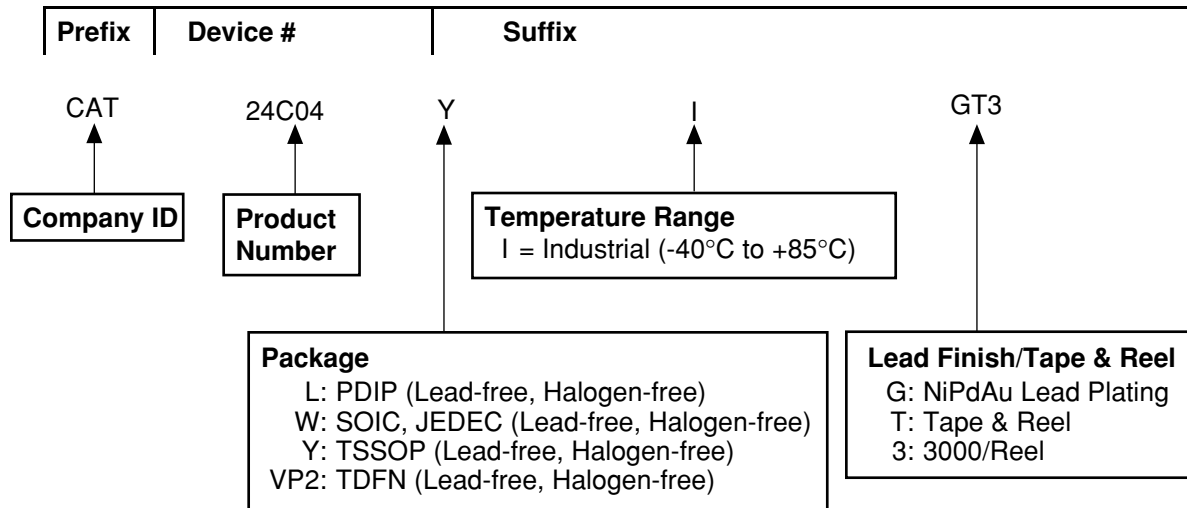 Prefix Device # Suffix
CAT 24C04 Y I GT3
Company ID
Product
Number
Temperature Range
I = Industrial (-40°C to +85°C)
Package
L: PDIP (Lead-free, Halogen-free)
W: SOIC, JEDEC (Lead-free, Halogen-free)
Y: TSSOP (Lead-free, Halogen-free)
VP2: TDFN (Lead-free, Halogen-free)
Lead Finish/Tape & Reel
G: NiPdAu Lead Plating
T: Tape & Reel
3: 3000/Reel